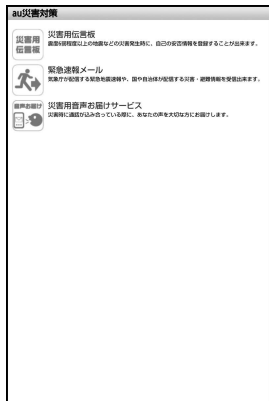 au災害対策
災害用
伝言板
災害用伝言板
震度6弱程度以上の地震などの災害発生時に、自己の安否情報を登録することが出来ます。
緊急速報メール
気象庁が配信する緊急地震速報や、国や自治体が配信する災害・避難情報を受信出来ます。
音声お届け
災害用音声お届けサービス
災害時に通話が込み合っている際に、あなたの声を大切な方にお届けします。